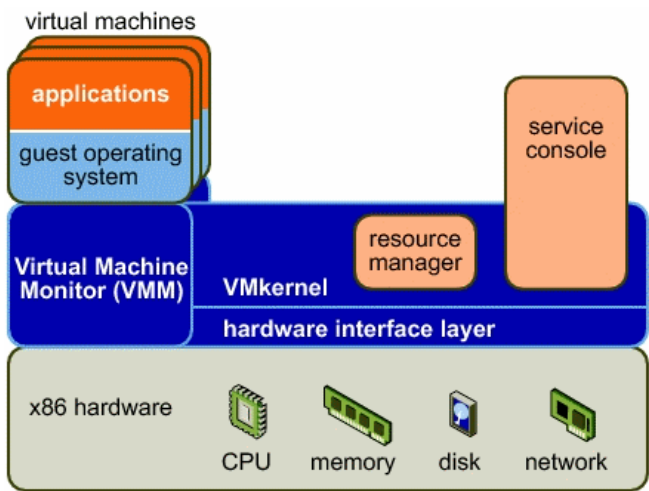 virtual machines
applications
guest operating
system
service
console
resource
manager
Virtual Machine
Monitor (VMM)
VMkernel
hardware interface layer
x86 hardware
CPU
memory
disk
network